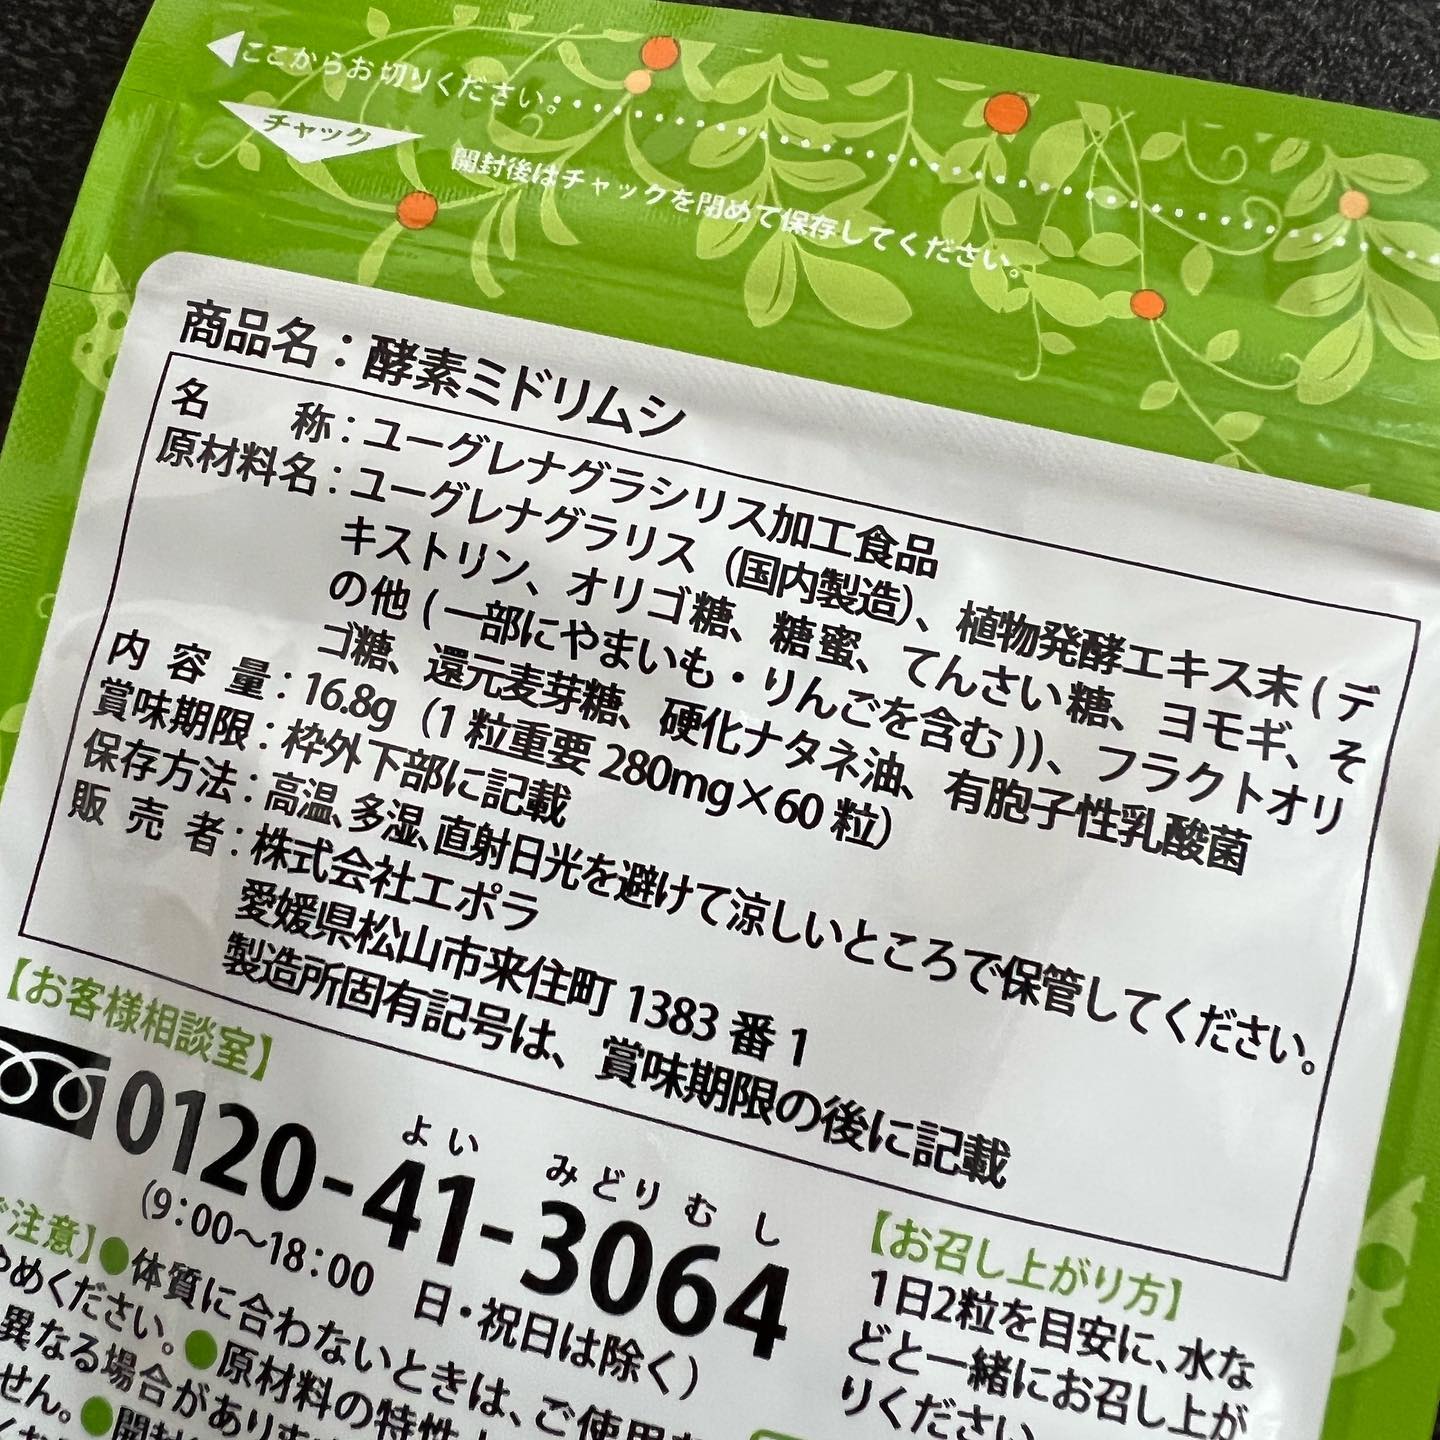 ここからお切りください。
チャック
開封後はチャックを閉めて保存してください。
商品名：酵素ミドリムシ
名 称：ユーグレナグラシリス加工食品
原材料名：ユーグレナグラリス（国内製造）、植物発酵エキス末（デ
キストリン、オリゴ糖、糖蜜、てんさい糖、ヨモギ、そ
の他（一部にやまいも・りんごを含む））、フラクトオリ
ゴ糖、還元麦芽糖、硬化ナタネ油、有胞子性乳酸菌
内容量：16.8g（1粒重要280mg×60粒）
賞味期限：枠外下部に記載
保存方法：高温、多湿、直射日光を避けて涼しいところで保管してください。
販売者：株式会社エポラ
愛媛県松山市来住町1383番1
製造所固有記号は、賞味期限の後に記載
【お客様相談室】
よい みどりむし
0120-41-3064
(9：00〜18：00 日・祝日は除く)
【お召し上がり方】
1日2粒を目安に、水な
どと一緒にお召し上が
りください。
ご注意】●体質に合わないときは、ご使用
やめください。●原材料の特性
異なる場合がありま
せん。●開封